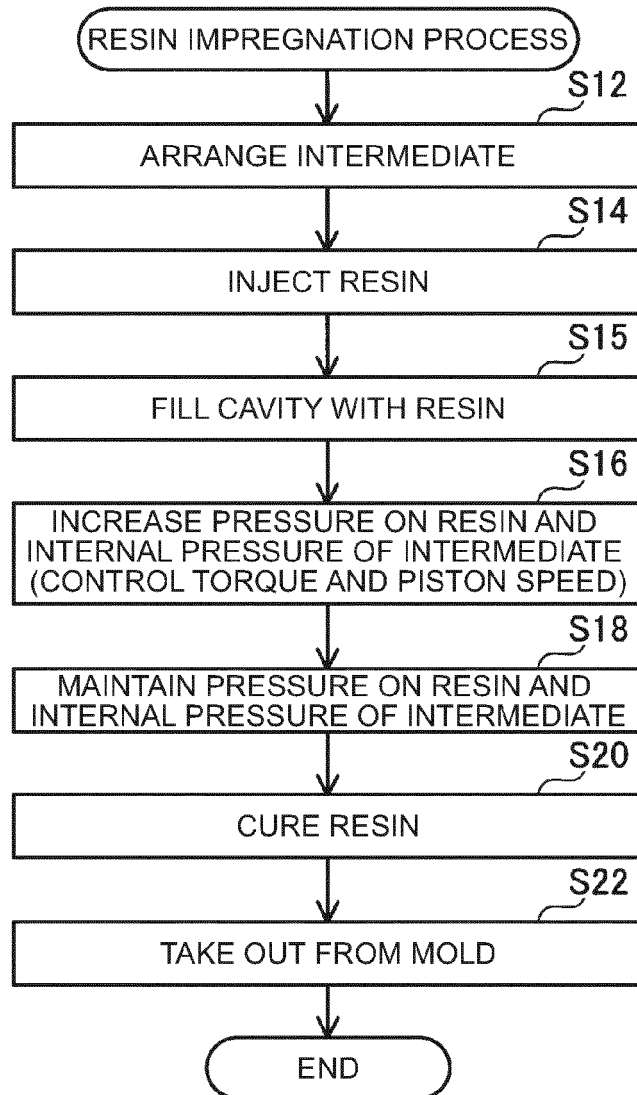 RESIN IMPREGNATION PROCESS
S12
ARRANGE INTERMEDIATE
S14
INJECT RESIN
S15
FILL CAVITY WITH RESIN
S16
INCREASE PRESSURE ON RESIN AND
INTERNAL PRESSURE OF INTERMEDIATE
(CONTROL TORQUE AND PISTON SPEED)
S18
MAINTAIN PRESSURE ON RESIN AND
INTERNAL PRESSURE OF INTERMEDIATE
S20
CURE RESIN
S22
TAKE OUT FROM MOLD
END